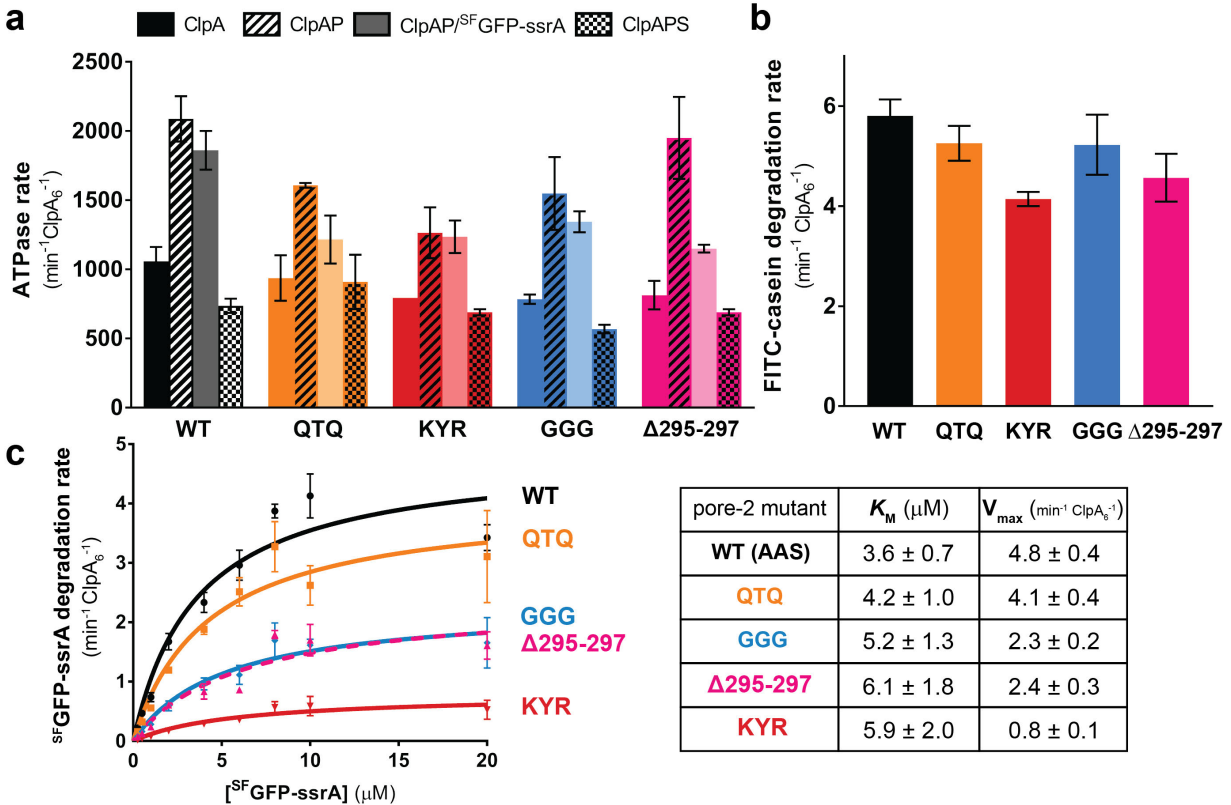 a
ClpA ClpAP ClpAP/ˢᶠGFP-ssrA ClpAPS
ATPase rate
(min⁻¹ClpA₆⁻¹)
2500
2000
1500
1000
500
0
WT QTQ KYR GGG Δ295-297
b
FITC-casein degradation rate
(min⁻¹ ClpA₆⁻¹)
6
4
2
0
WT QTQ KYR GGG Δ295-297
c
ˢᶠGFP-ssrA degradation rate
(min⁻¹ ClpA₆⁻¹)
5
4
3
2
1
0
0 5 10 15 20
[ˢᶠGFP-ssrA] (μM)
WT
QTQ
GGG
Δ295-297
KYR
pore-2 mutant K_M (μM) V_max (min⁻¹ ClpA₆⁻¹)
WT (AAS) 3.6 ± 0.7 4.8 ± 0.4
QTQ 4.2 ± 1.0 4.1 ± 0.4
GGG 5.2 ± 1.3 2.3 ± 0.2
Δ295-297 6.1 ± 1.8 2.4 ± 0.3
KYR 5.9 ± 2.0 0.8 ± 0.1